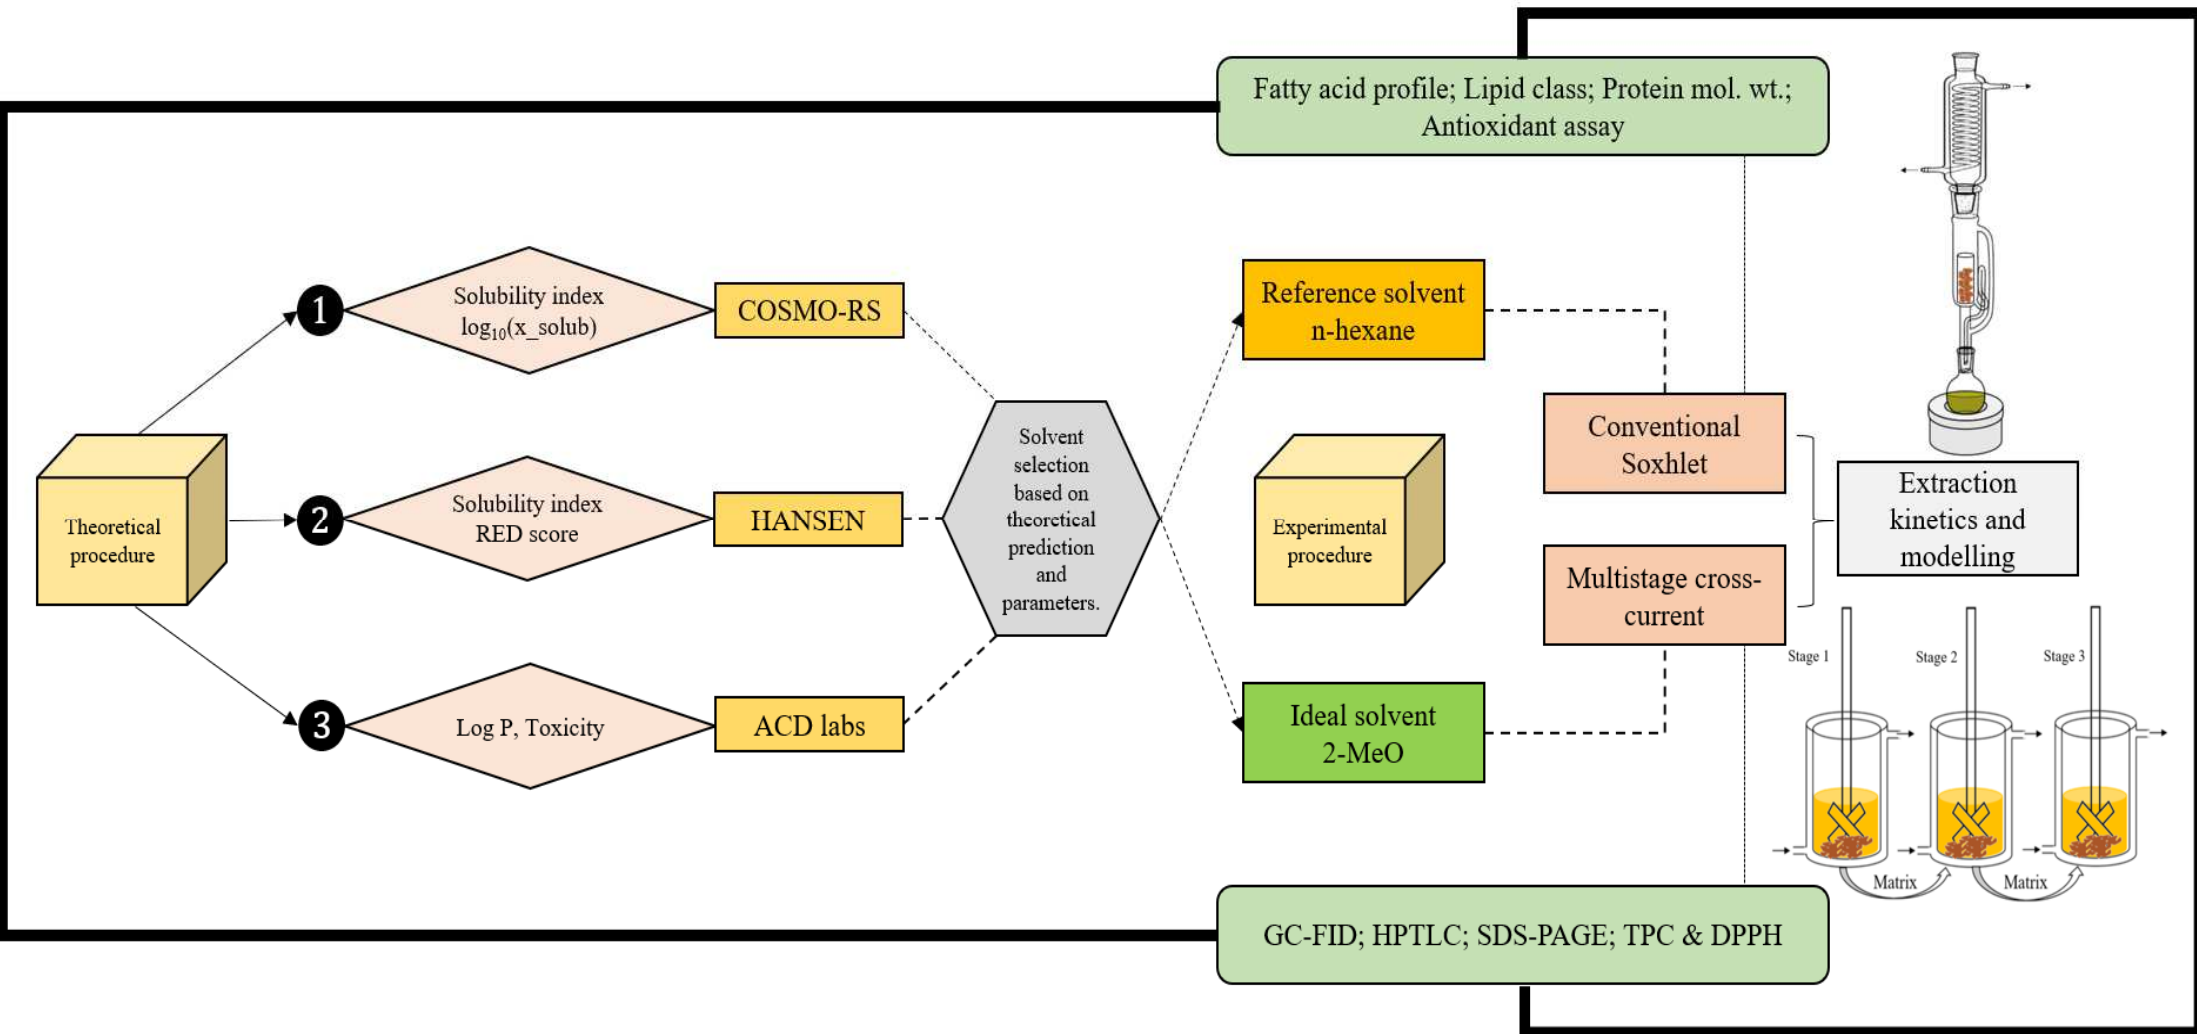 Fatty acid profile; Lipid class; Protein mol. wt.;
Antioxidant assay
1
Solubility index
log₁₀(x_solub)
COSMO-RS
Reference solvent
n-hexane
Theoretical
procedure
2
Solubility index
RED score
HANSEN
Solvent
selection
based on
theoretical
prediction
and
parameters.
Experimental
procedure
Conventional
Soxhlet
Multistage cross-
current
Extraction
kinetics and
modelling
3
Log P, Toxicity
ACD labs
Ideal solvent
2-MeO
Stage 1
Stage 2
Stage 3
Matrix
Matrix
GC-FID; HPTLC; SDS-PAGE; TPC & DPPH